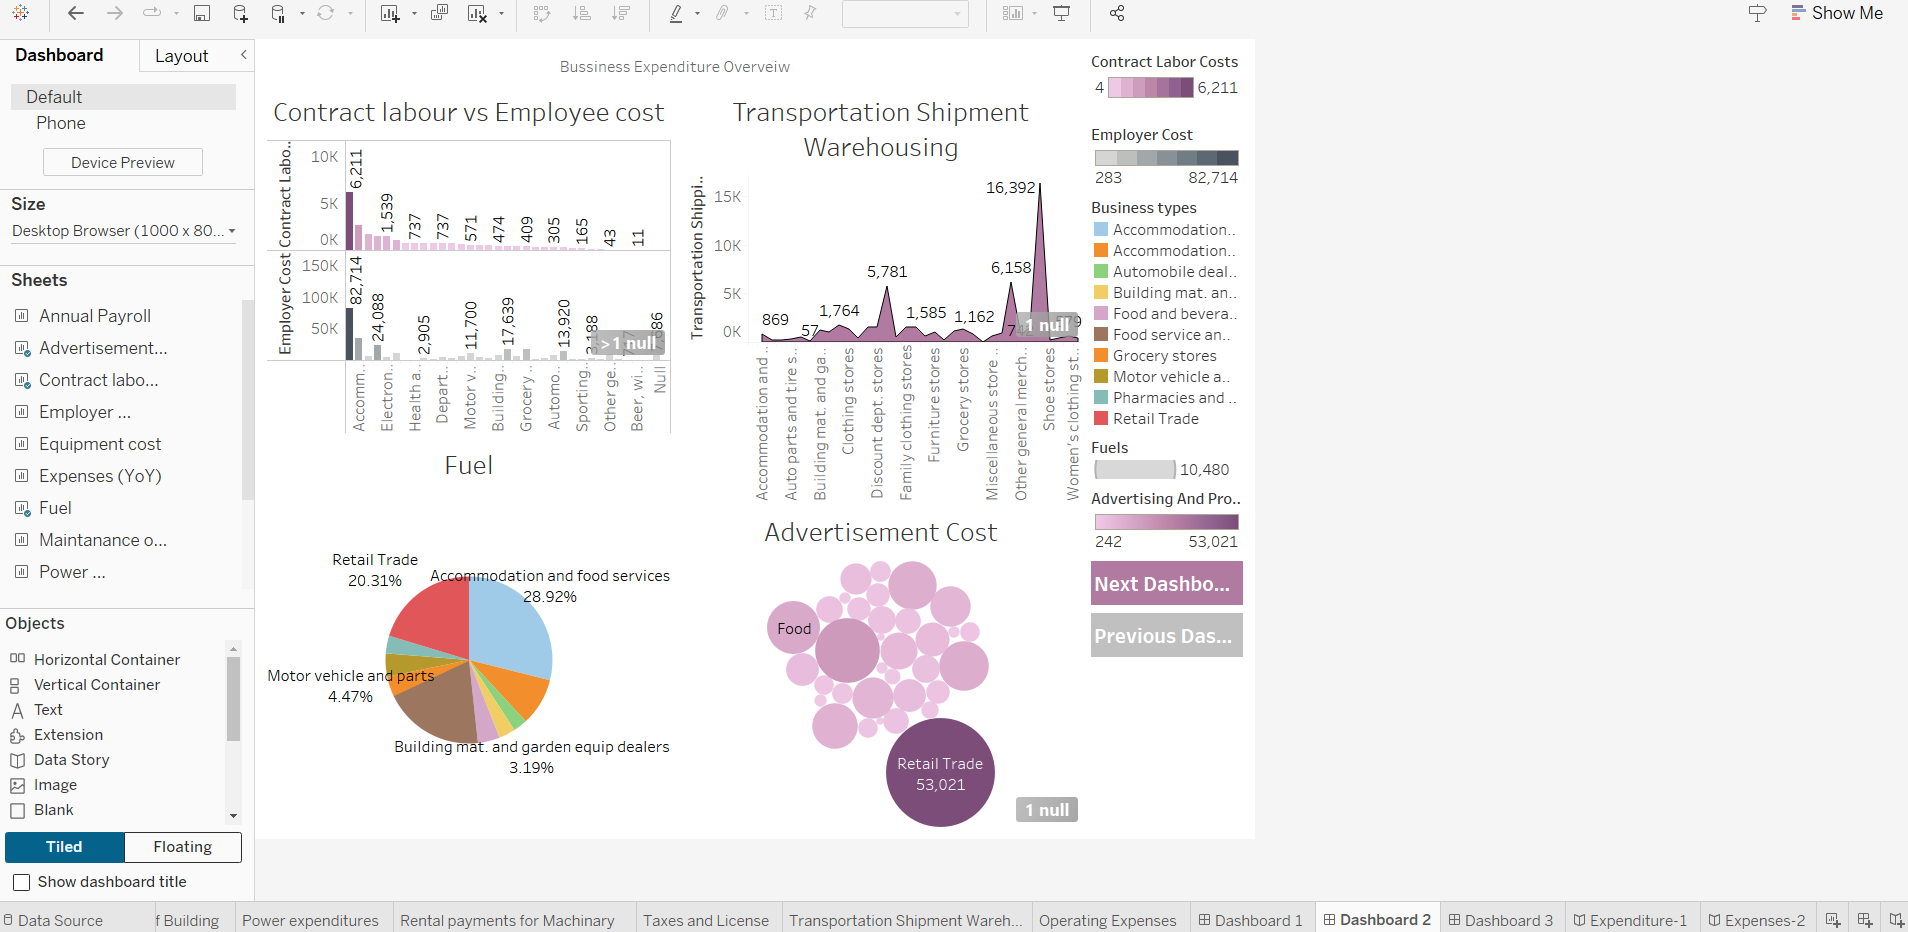 Show Me
Dashboard
Layout
Default
Phone
Device Preview
Size
Desktop Browser (1000 x 80...
Sheets
Annual Payroll
Advertisement...
Contract labo...
Employer ...
Equipment cost
Expenses (YoY)
Fuel
Maintanance o...
Power ...
Objects
Horizontal Container
Vertical Container
Text
Extension
Data Story
Image
Blank
Tiled
Floating
Show dashboard title
Bussiness Expenditure Overveiw
Contract labour vs Employee cost
Contract Labo..
10K
5K
0K
6,211
1,539
737
737
571
474
409
305
165
43
11
Employer Cost
150K
100K
50K
82,714
24,088
2,905
11,700
17,639
13,920
>1 null
Accomm..
Electron..
Health a..
Depart..
Motor v..
Building..
Grocery ..
Automo..
Sporting..
Other ge..
Beer, wi..
Null
Transportation Shipment
Warehousing
Transportation Shippi..
15K
10K
5K
0K
869
57
1,764
5,781
1,585
1,162
6,158
16,392
1 null
Accommodation and ..
Auto parts and tire s..
Building mat. and ga..
Clothing stores
Discount dept. stores
Family clothing stores
Furniture stores
Grocery stores
Miscellaneous store ..
Other general merch..
Shoe stores
Women's clothing st..
Fuel
Retail Trade
20.31%
Accommodation and food services
28.92%
Motor vehicle and parts
4.47%
Building mat. and garden equip dealers
3.19%
Advertisement Cost
Food
Retail Trade
53,021
1 null
Contract Labor Costs
4 6,211
Employer Cost
283 82,714
Business types
Accommodation..
Accommodation..
Automobile deal..
Building mat. an..
Food and bevera..
Food service an..
Grocery stores
Motor vehicle a..
Pharmacies and ..
Retail Trade
Fuels
10,480
Advertising And Pro..
242 53,021
Next Dashbo...
Previous Das...
Data Source
f Building
Power expenditures
Rental payments for Machinary
Taxes and License
Transportation Shipment Wareh...
Operating Expenses
Dashboard 1
Dashboard 2
Dashboard 3
Expenditure-1
Expenses-2